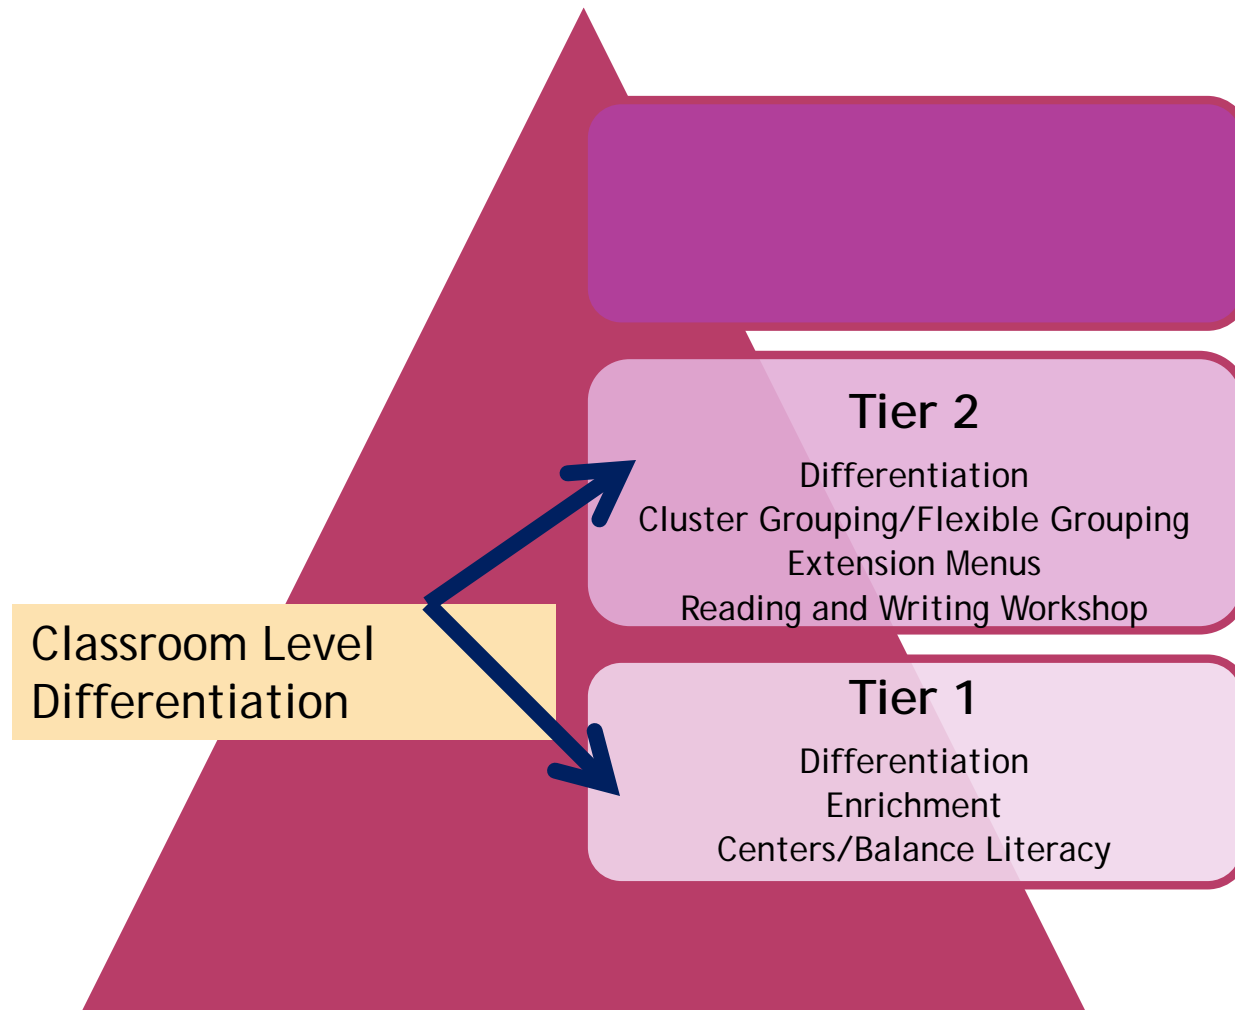 Tier 2
Differentiation
Cluster Grouping/Flexible Grouping
Extension Menus
Reading and Writing Workshop
Classroom Level
Differentiation
Tier 1
Differentiation
Enrichment
Centers/Balance Literacy